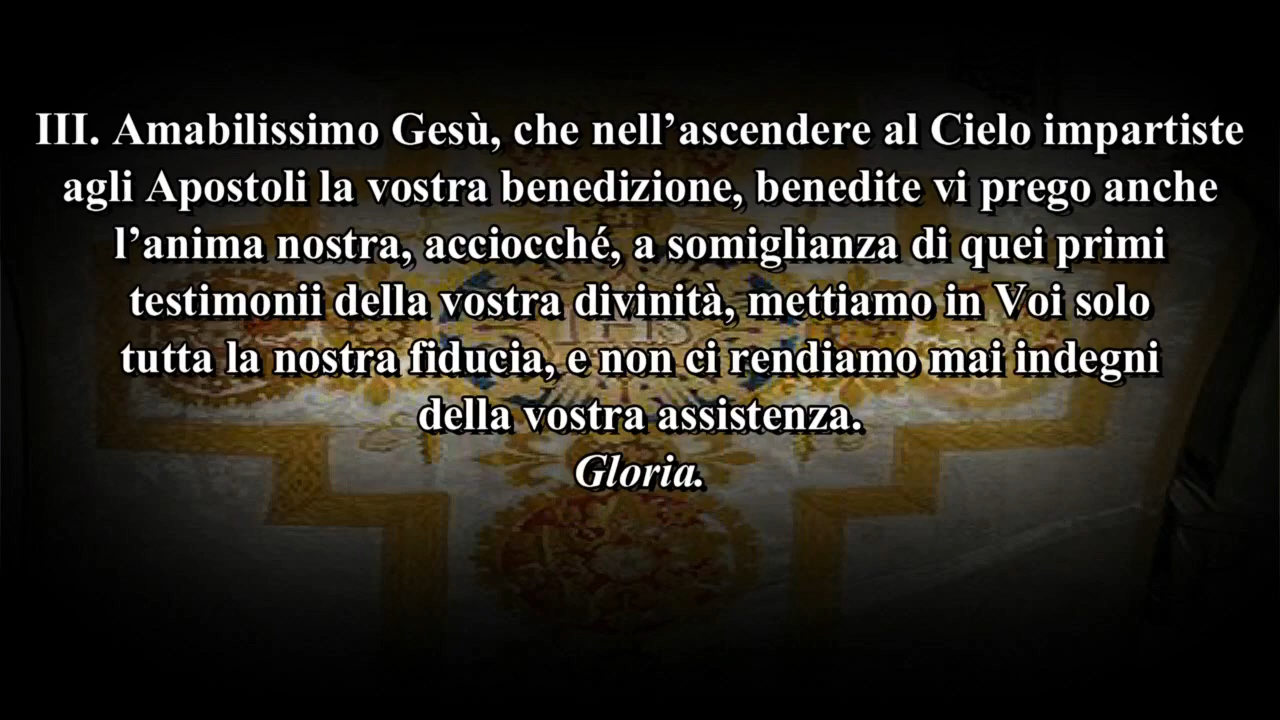 III. Amabilissimo Gesù, che nell’ascendere al Cielo impartiste
agli Apostoli la vostra benedizione, benedite vi prego anche
l’anima nostra, acciocché, a somiglianza di quei primi
testimonii della vostra divinità, mettiamo in Voi solo
tutta la nostra fiducia, e non ci rendiamo mai indegni
della vostra assistenza.
Gloria.
IHS